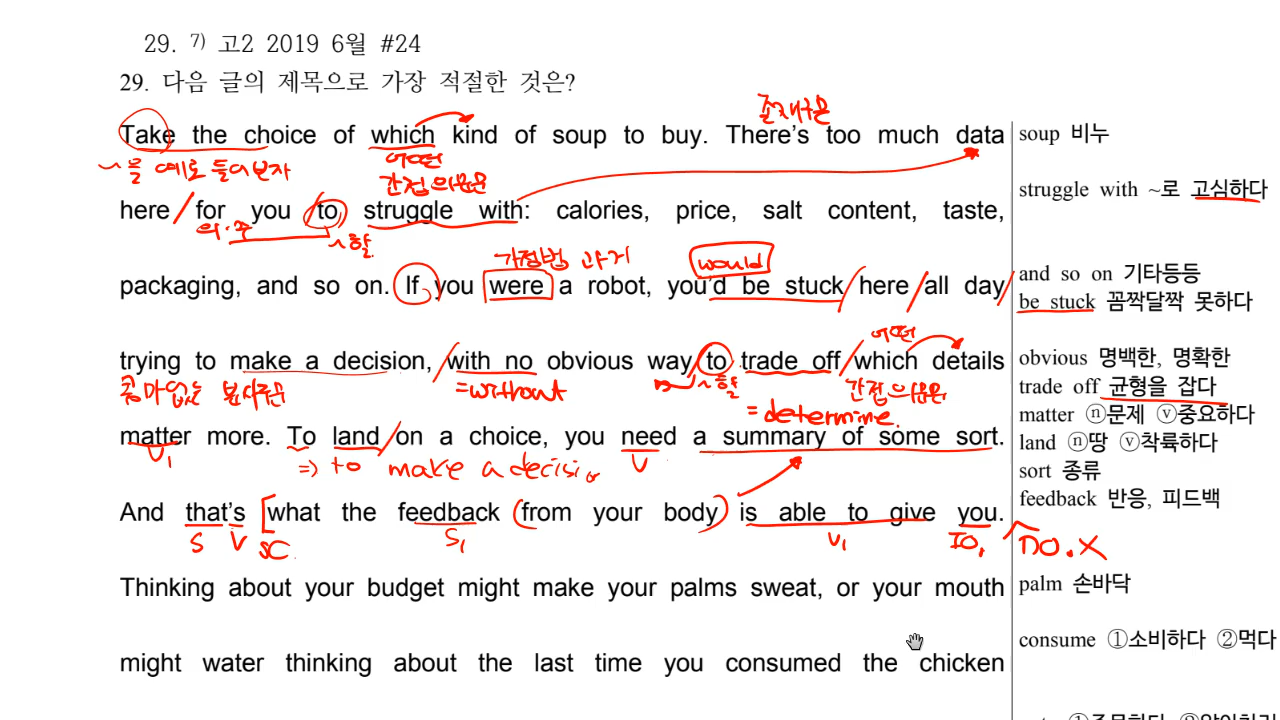 29. 7) 고2 2019 6월 #24
29. 다음 글의 제목으로 가장 적절한 것은?
존재구문
Take the choice of which kind of soup to buy. There's too much data
soup 비누
~을 예로 들어보자
어떤
간접의문문
struggle with ~로 고심하다
here / for you / to struggle with: calories, price, salt content, taste,
의.주
~할
가정법 과거
would
packaging, and so on. If you were a robot, you'd be stuck / here / all day /
and so on 기타등등
be stuck 꼼짝달싹 못하다
어떤
trying to make a decision, / with no obvious way / to trade off / which details
obvious 명백한, 명확한
콤마없는 분사구문
=without
~할
간접의문문
trade off 균형을 잡다
= determine
matter ⓝ문제 ⓥ중요하다
matter more. To land / on a choice, you need a summary of some sort.
land ⓝ땅 ⓥ착륙하다
V1
=> to make a decisio
V
sort 종류
feedback 반응, 피드백
And that's [what the feedback (from your body) is able to give you.
S
V
SC
S1
V1
IO1
DO.X
Thinking about your budget might make your palms sweat, or your mouth
palm 손바닥
consume ①소비하다 ②먹다
might water thinking about the last time you consumed the chicken